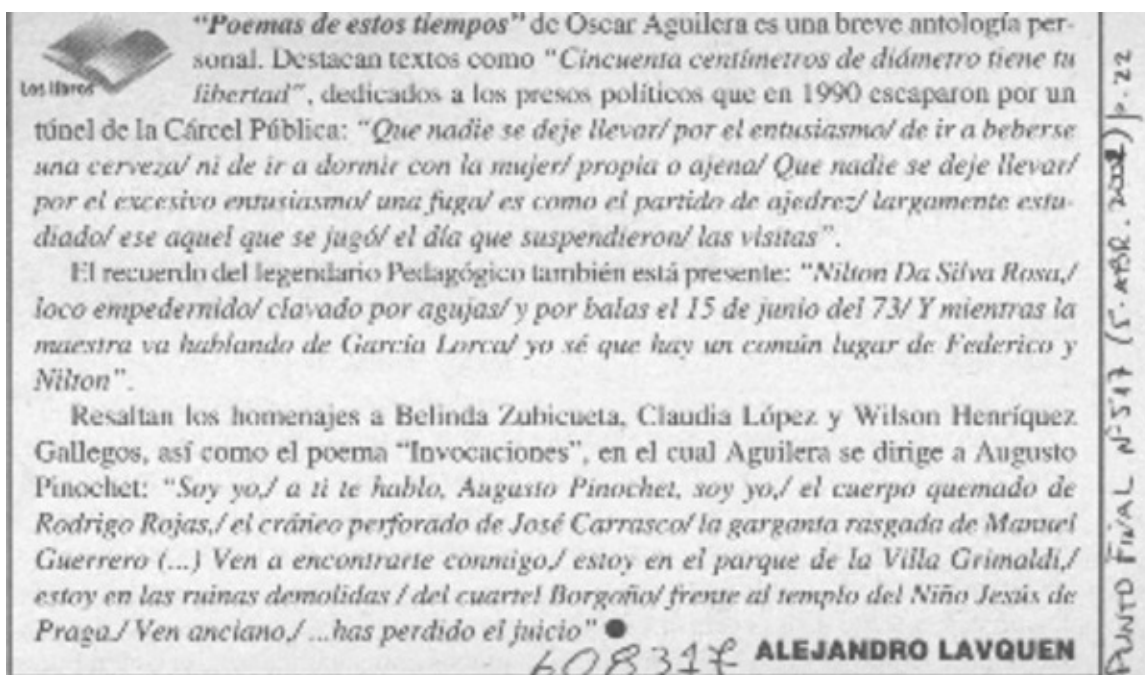 "Poemas de estos tiempos" de Oscar Aguilera es una breve antología per-
sonal. Destacan textos como "Cincuenta centímetros de diámetro tiene tu
Los libros
libertad", dedicados a los presos políticos que en 1990 escaparon por un
túnel de la Cárcel Pública: "Que nadie se deje llevar/ por el entusiasmo/ de ir a beberse
una cerveza/ ni de ir a dormir con la mujer/ propia o ajena/ Que nadie se deje llevar/
por el excesivo entusiasmo/ una fuga/ es como el partido de ajedrez/ largamente estu-
diado/ ese aquel que se jugó/ el día que suspendieron/ las visitas".
El recuerdo del legendario Pedagógico también está presente: "Nilton Da Silva Rosa,/
loco empedernido/ clavado por agujas/ y por balas el 15 de junio del 73/ Y mientras la
maestra va hablando de García Lorca/ yo sé que hay un común lugar de Federico y
Nilton".
Resaltan los homenajes a Belinda Zubicueta, Claudia López y Wilson Henríquez
Gallegos, así como el poema "Invocaciones", en el cual Aguilera se dirige a Augusto
Pinochet: "Soy yo,/ a ti te hablo, Augusto Pinochet, soy yo,/ el cuerpo quemado de
Rodrigo Rojas,/ el cráneo perforado de José Carrasco/ la garganta rasgada de Manuel
Guerrero (...) Ven a encontrarte conmigo,/ estoy en el parque de la Villa Grimaldi,/
estoy en las ruinas demolidas / del cuartel Borgoño/ frente al templo del Niño Jesús de
Praga./ Ven anciano,/ ...has perdido el juicio" ●
ALEJANDRO LAVQUEN
PUNTO FINAL N° 517 (5. ABR. 2002) p. 22